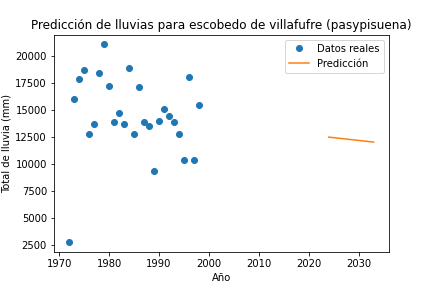 Predicción de lluvias para escobedo de villafufre (pasypisuena)
Datos reales
Predicción
Total de lluvia (mm)
20000
17500
15000
12500
10000
7500
5000
2500
1970 1980 1990 2000 2010 2020 2030
Año